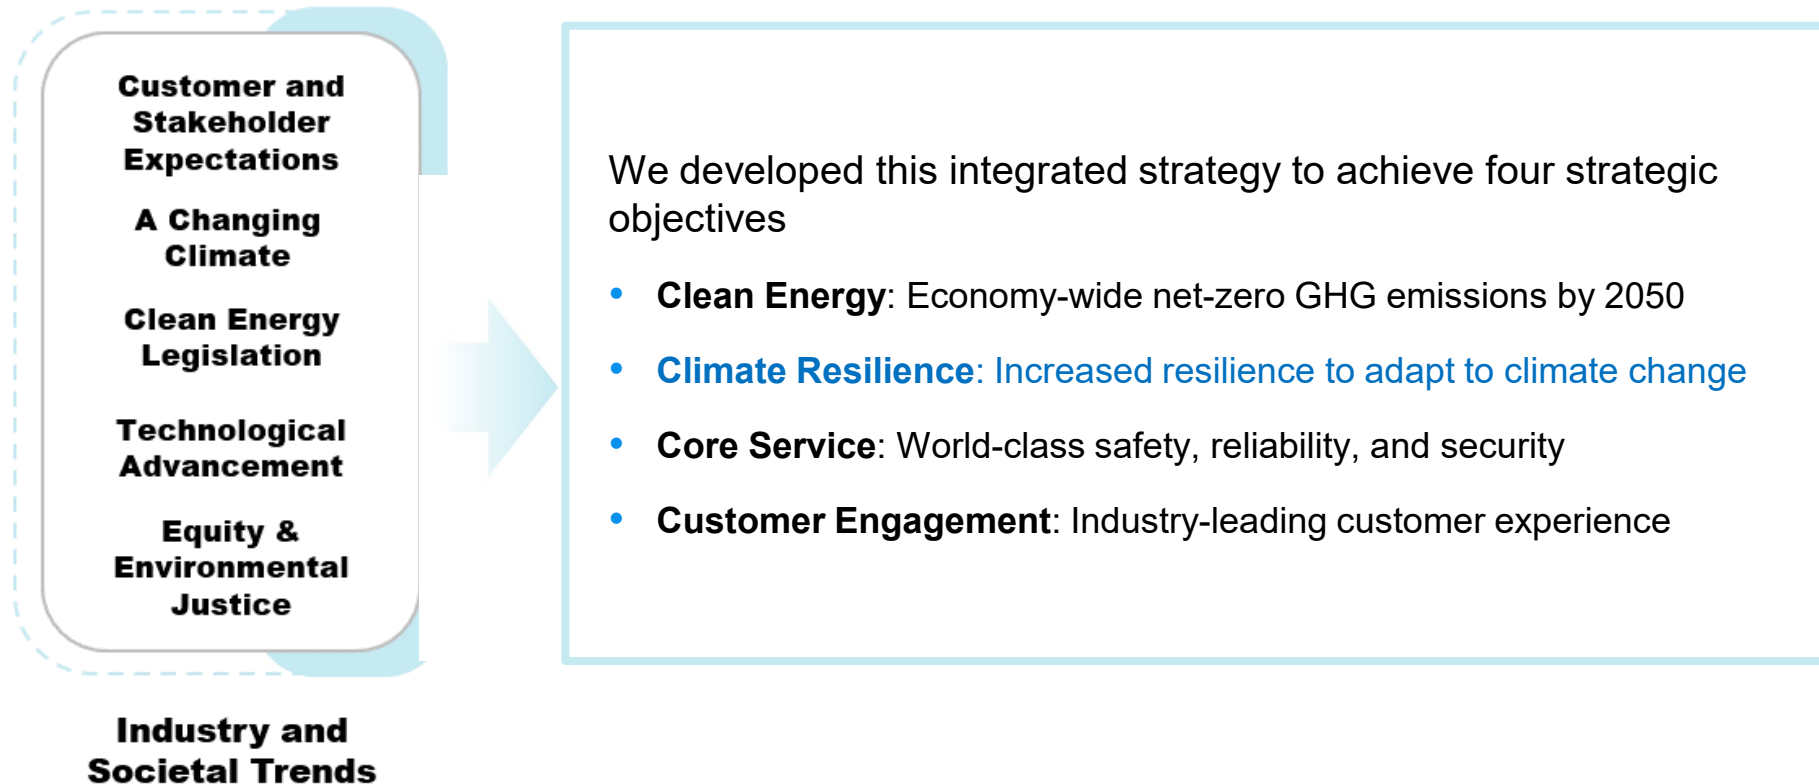 Customer and
Stakeholder
Expectations
A Changing
Climate
Clean Energy
Legislation
Technological
Advancement
Equity &
Environmental
Justice
Industry and
Societal Trends
We developed this integrated strategy to achieve four strategic
objectives
• Clean Energy: Economy-wide net-zero GHG emissions by 2050
• Climate Resilience: Increased resilience to adapt to climate change
• Core Service: World-class safety, reliability, and security
• Customer Engagement: Industry-leading customer experience